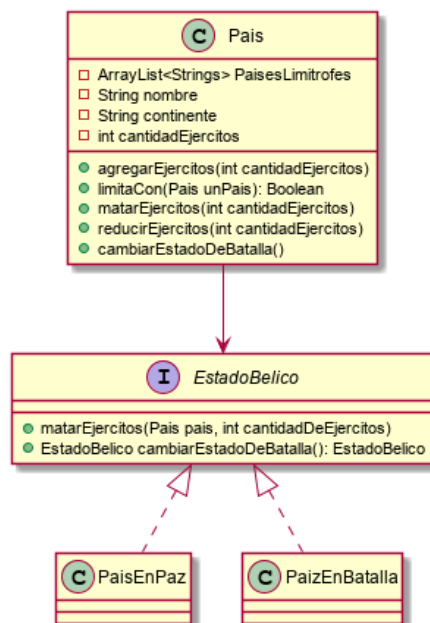 C Pais
ArrayList<Strings> PaisesLimitrofes
String nombre
String continente
int cantidadEjercitos
agregarEjercitos(int cantidadEjercitos)
limitaCon(Pais unPais): Boolean
matarEjercitos(int cantidadEjercitos)
reducirEjercitos(int cantidadEjercitos)
cambiarEstadoDeBatalla()
I EstadoBelico
matarEjercitos(Pais pais, int cantidadDeEjercitos)
EstadoBelico cambiarEstadoDeBatalla(): EstadoBelico
C PaisEnPaz
C PaizEnBatalla